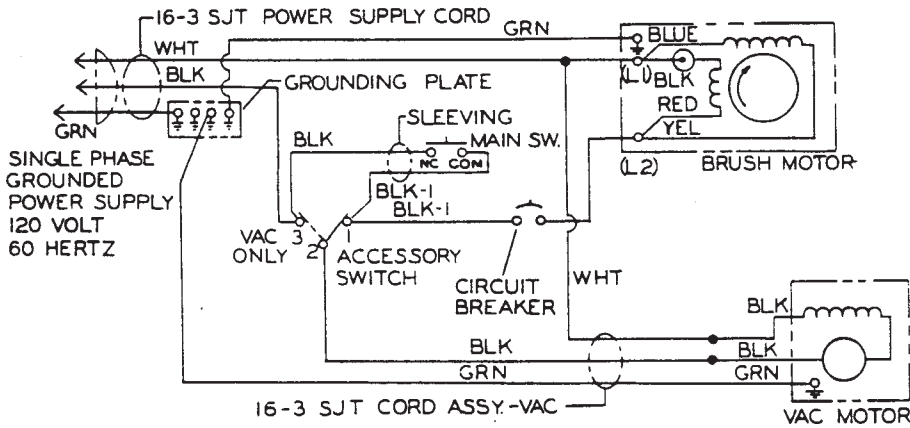 16-3 SJT POWER SUPPLY CORD
WHT
GRN
BLUE
BLK
(L1)
BLK
GROUNDING PLATE
RED
SLEEVING
YEL
GRN
BLK
MAIN SW.
NC COM
(L2)
BRUSH MOTOR
SINGLE PHASE
GROUNDED
POWER SUPPLY
120 VOLT
60 HERTZ
BLK-1
BLK-1
VAC
ONLY
3
2
1
ACCESSORY
SWITCH
CIRCUIT
BREAKER
WHT
BLK
BLK
BLK
GRN
GRN
16-3 SJT CORD ASSY.-VAC
VAC MOTOR